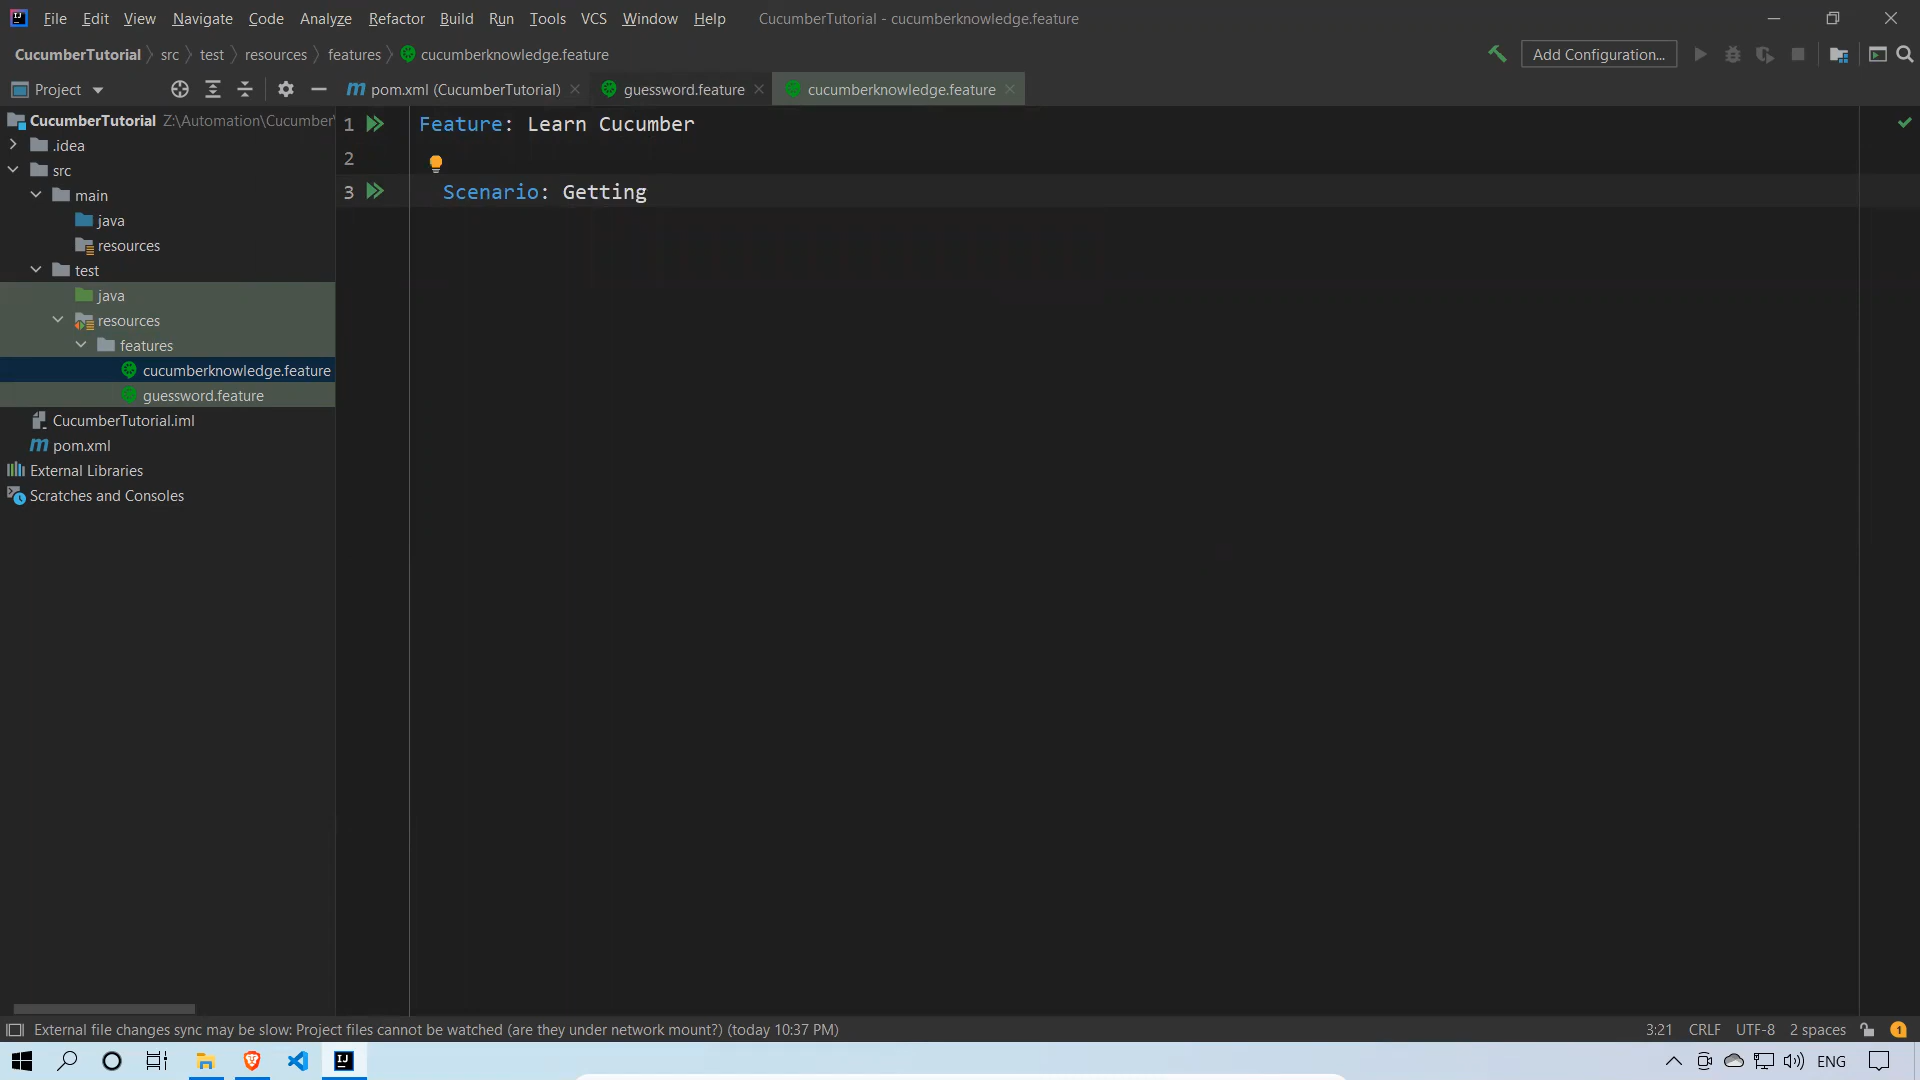 File Edit View Navigate Code Analyze Refactor Build Run Tools VCS Window Help CucumberTutorial - cucumberknowledge.feature
CucumberTutorial src test resources features cucumberknowledge.feature Add Configuration...
Project pom.xml (CucumberTutorial) guessword.feature cucumberknowledge.feature
CucumberTutorial Z:\Automation\Cucumber
.idea
src
main
java
resources
test
java
resources
features
cucumberknowledge.feature
guessword.feature
CucumberTutorial.iml
pom.xml
External Libraries
Scratches and Consoles
1 Feature: Learn Cucumber
2
3 Scenario: Getting
External file changes sync may be slow: Project files cannot be watched (are they under network mount?) (today 10:37 PM) 3:21 CRLF UTF-8 2 spaces 1
ENG